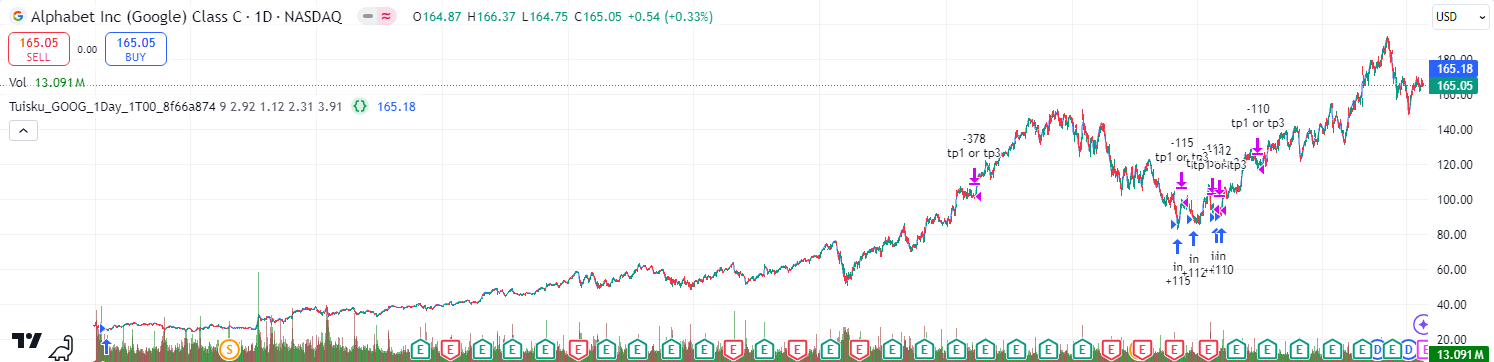 Alphabet Inc (Google) Class C · 1D · NASDAQ O164.87 H166.37 L164.75 C165.05 +0.54 (+0.33%)
USD
165.05 SELL
0.00
165.05 BUY
Vol 13.091 M
Tuisku_GOOG_1Day_1T00_8f66a874 9 2.92 1.12 2.31 3.91 {} 165.18
180.00
165.18
165.05
160.00
140.00
120.00
100.00
80.00
60.00
40.00
20.00
13.091 M
-378
tp1 or tp3
-115
tp1 or tp3
-110
tp1 or tp3
in
+115
in
+112
in
+110
S
E E E E E E E E E E E E E E E E E E
D